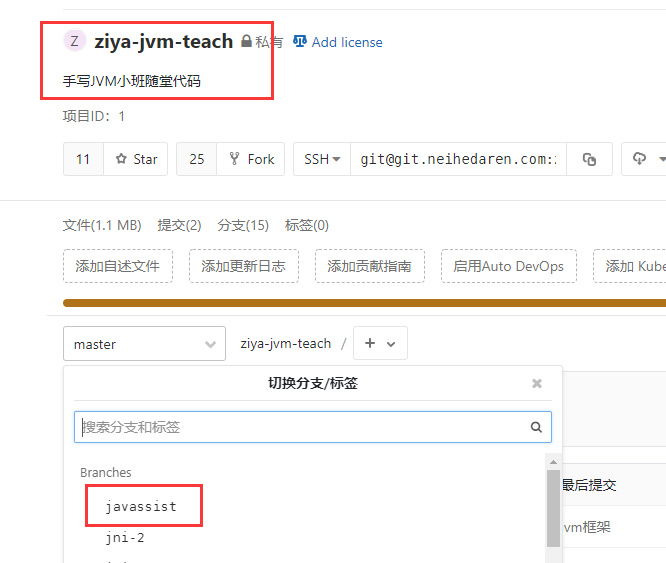 Z ziya-jvm-teach 私有 Add license
手写JVM小班随堂代码
项目ID：1
11 Star 25 Fork SSH git@git.neihedaren.com:
文件(1.1 MB) 提交(2) 分支(15) 标签(0)
添加自述文件 添加更新日志 添加贡献指南 启用Auto DevOps 添加 Kube
master ziya-jvm-teach / +
切换分支/标签
搜索分支和标签
Branches
最后提交
javassist
vm框架
jni-2